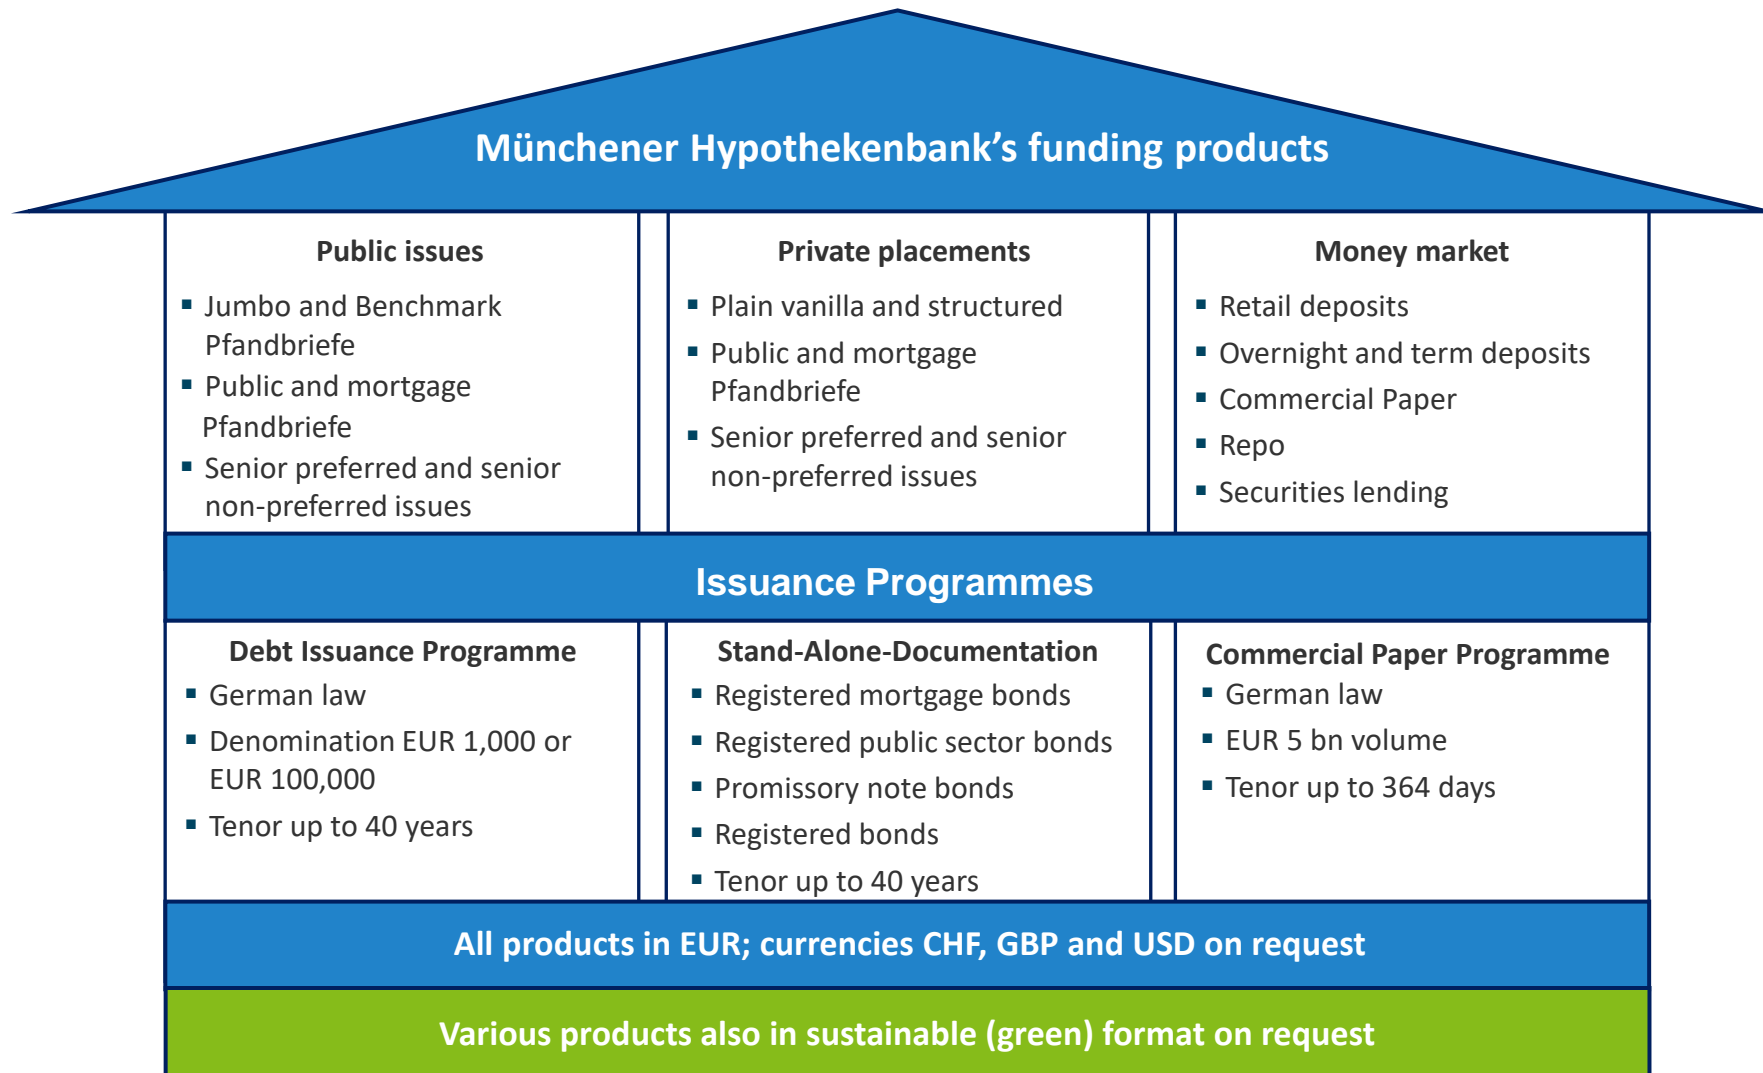 Münchener Hypothekenbank’s funding products
Public issues
▪ Jumbo and Benchmark
Pfandbriefe
▪ Public and mortgage
Pfandbriefe
▪ Senior preferred and senior
non-preferred issues
Private placements
▪ Plain vanilla and structured
▪ Public and mortgage
Pfandbriefe
▪ Senior preferred and senior
non-preferred issues
Money market
▪ Retail deposits
▪ Overnight and term deposits
▪ Commercial Paper
▪ Repo
▪ Securities lending
Issuance Programmes
Debt Issuance Programme
▪ German law
▪ Denomination EUR 1,000 or
EUR 100,000
▪ Tenor up to 40 years
Stand-Alone-Documentation
▪ Registered mortgage bonds
▪ Registered public sector bonds
▪ Promissory note bonds
▪ Registered bonds
▪ Tenor up to 40 years
Commercial Paper Programme
▪ German law
▪ EUR 5 bn volume
▪ Tenor up to 364 days
All products in EUR; currencies CHF, GBP and USD on request
Various products also in sustainable (green) format on request